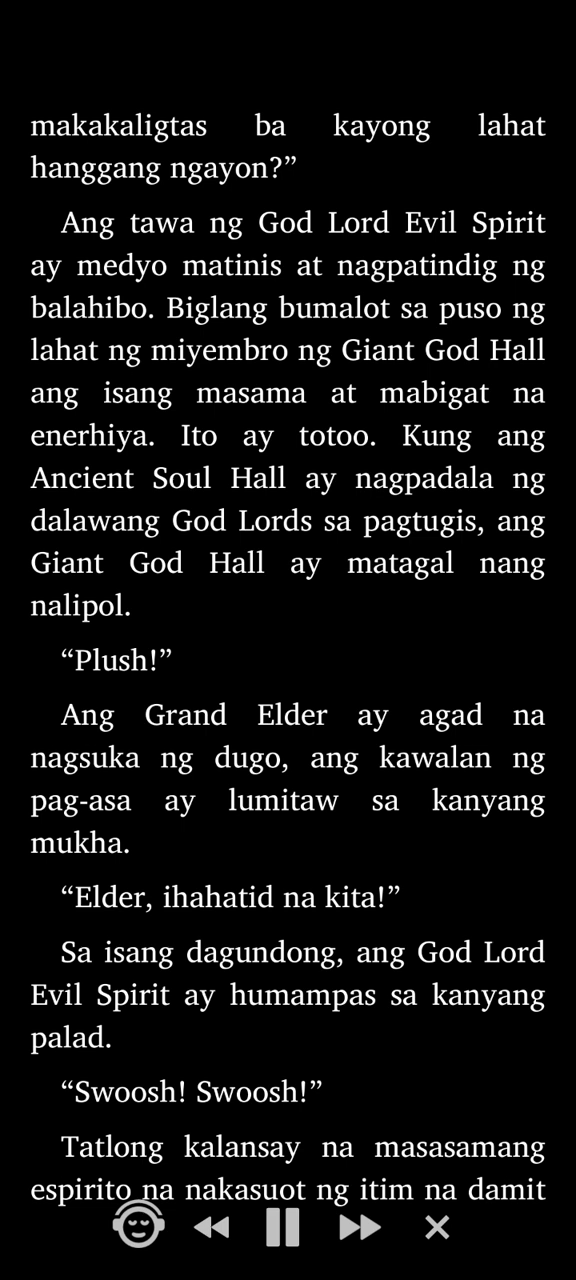 makakaligtas ba kayong lahat
hanggang ngayon?”
Ang tawa ng God Lord Evil Spirit
ay medyo matinis at nagpatindig ng
balahibo. Biglang bumalot sa puso ng
lahat ng miyembro ng Giant God Hall
ang isang masama at mabigat na
enerhiya. Ito ay totoo. Kung ang
Ancient Soul Hall ay nagpadala ng
dalawang God Lords sa pagtugis, ang
Giant God Hall ay matagal nang
nalipol.
“Plush!”
Ang Grand Elder ay agad na
nagsuka ng dugo, ang kawalan ng
pag-asa ay lumitaw sa kanyang
mukha.
“Elder, ihahatid na kita!”
Sa isang dagundong, ang God Lord
Evil Spirit ay humampas sa kanyang
palad.
“Swoosh! Swoosh!”
Tatlong kalansay na masasamang
espirito na nakasuot ng itim na damit